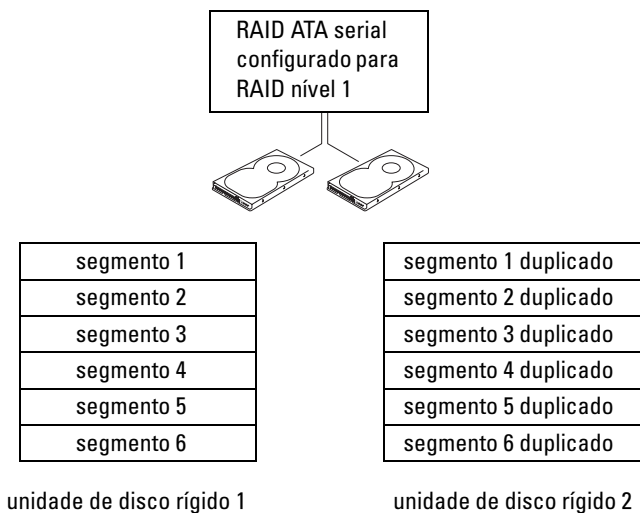 RAID ATA serial
configurado para
RAID nível 1
segmento 1
segmento 1 duplicado
segmento 2
segmento 2 duplicado
segmento 3
segmento 3 duplicado
segmento 4
segmento 4 duplicado
segmento 5
segmento 5 duplicado
segmento 6
segmento 6 duplicado
unidade de disco rígido 1
unidade de disco rígido 2